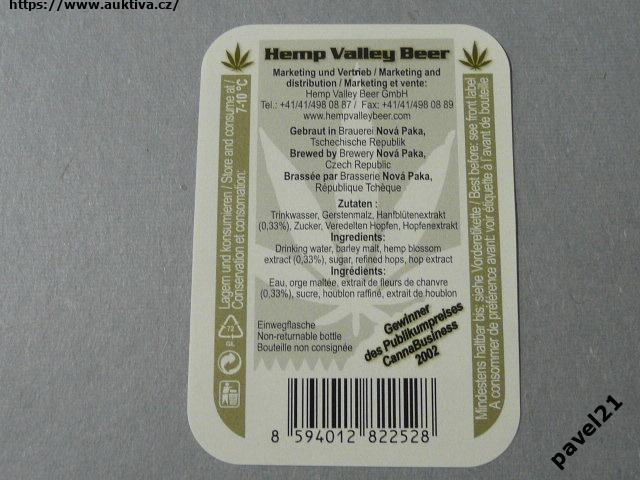 https://www.auktiva.cz/
Hemp Valley Beer
Marketing und Vertrieb / Marketing and
distribution / Marketing et vente:
Hemp Valley Beer GmbH
Tel.: +41/41/498 0 87 / Fax: +41/41/498 08 89
www.hempvalleybeer.com
Gebraut in Brauerei Nová Paka,
Tschechische Republik
Brewed by Brewery Nová Paka,
Czech Republic
Brassée par Brasserie Nová Paka,
République Tchèque
Zutaten :
Trinkwasser, Gerstenmalz, Hanfblütenextrakt
(0,33%), Zucker, Veredelten Hopfen, Hopfenextrakt
Ingredients:
Drinking water, barley malt, hemp blossom
extract (0,33%), sugar, refined hops, hop extract
Ingrédients:
Eau, orge maltée, extrait de fleurs de chanvre
(0,33%), sucre, houblon raffiné, extrait de houblon
Einwegflasche
Non-returnable bottle
Bouteille non consignée
Gewinner
des Publikumpreises
CannaBusiness
2002
Lagern und konsumieren / Store and consume at /
Conservation et consomation: 7-10 °C
Mindestens haltbar bis: siehe Vorderetikette / Best before: see front label
A consommer de préférence avant: voir étiquette à l'avant de bouteille
72
8 594012 822528
pavel21